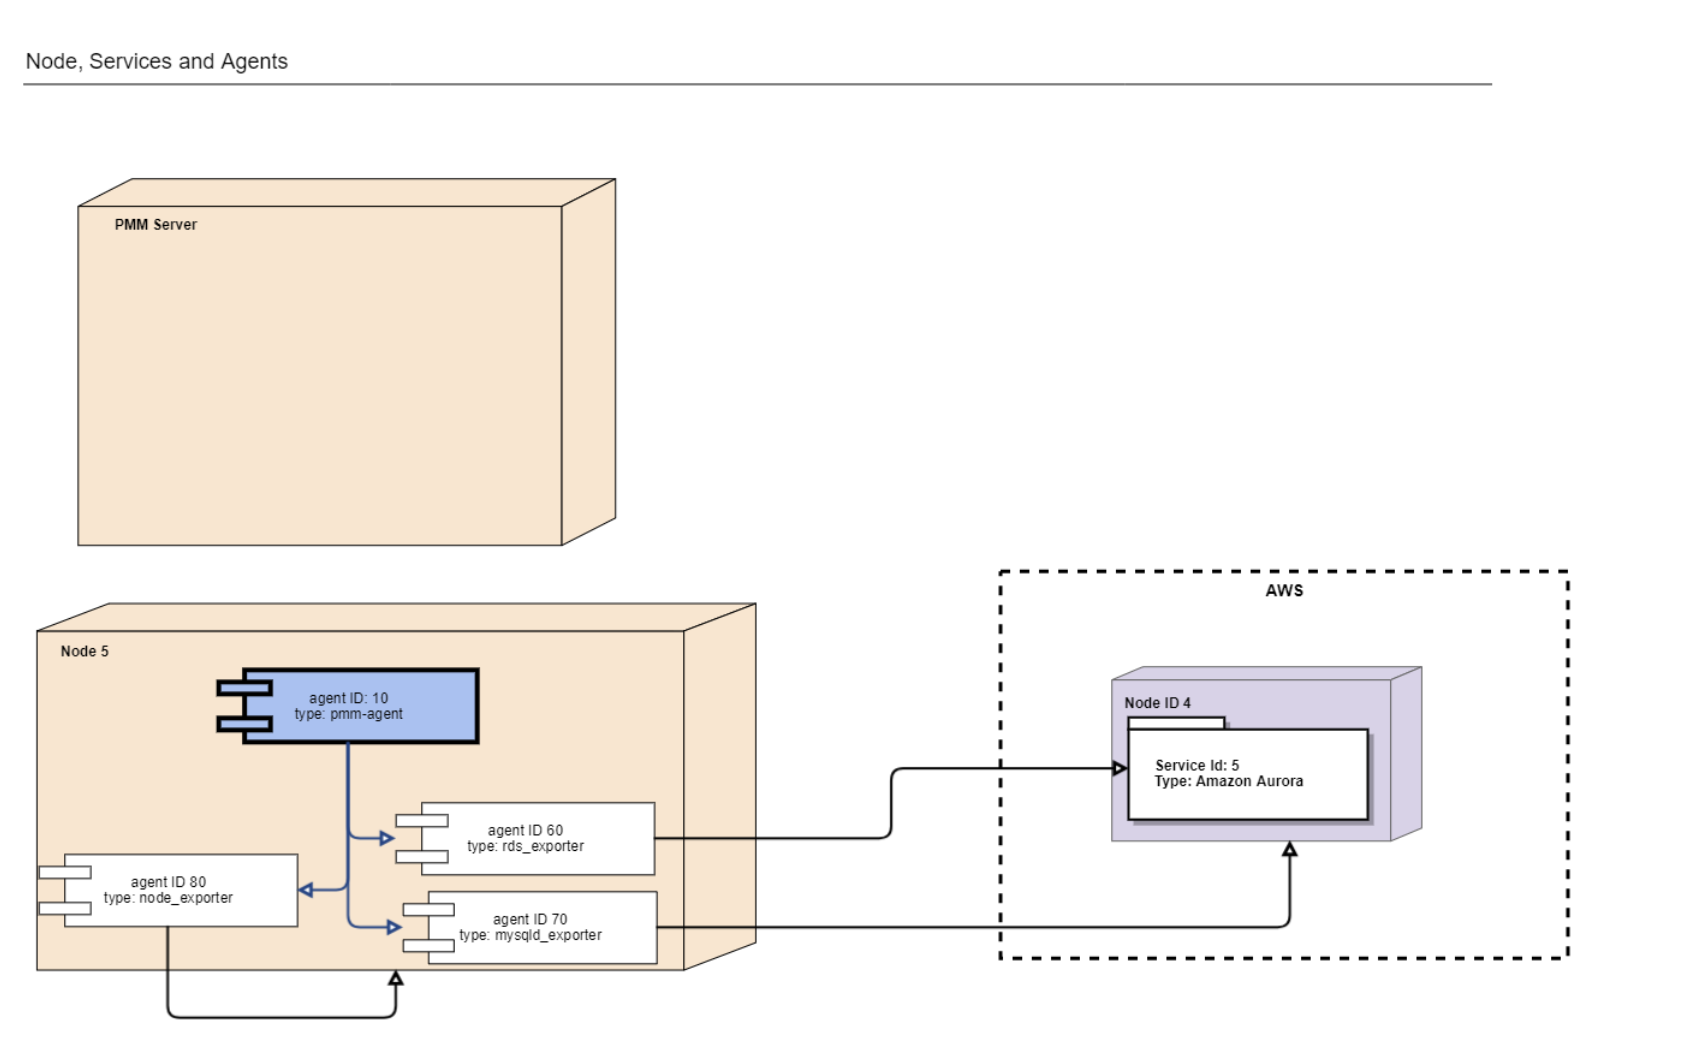 Node, Services and Agents
PMM Server
AWS
Node 5
agent ID: 10
type: pmm-agent
Node ID 4
Service Id: 5
Type: Amazon Aurora
agent ID 60
type: rds_exporter
agent ID 80
type: node_exporter
agent ID 70
type: mysqld_exporter